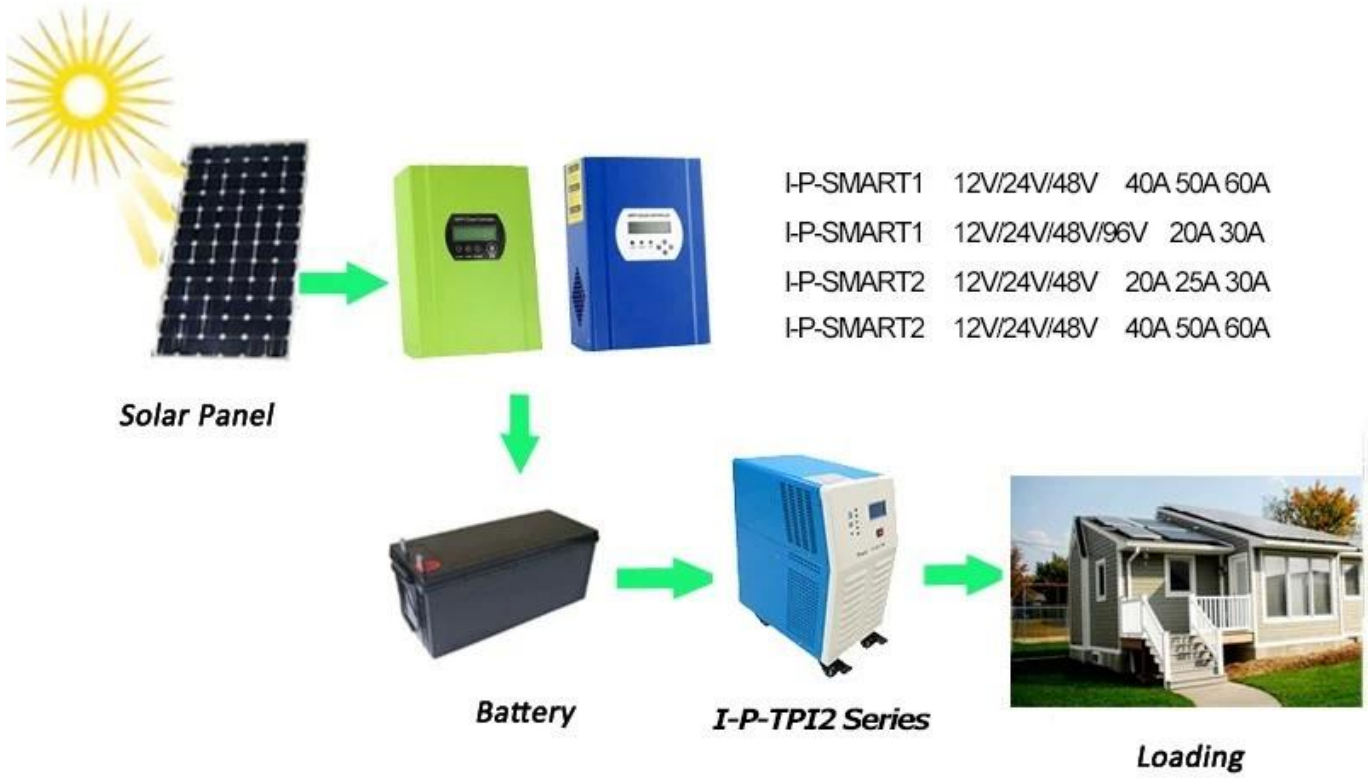 I-P-SMART1 12V/24V/48V 40A 50A 60A
I-P-SMART1 12V/24V/48V/96V 20A 30A
I-P-SMART2 12V/24V/48V 20A 25A 30A
I-P-SMART2 12V/24V/48V 40A 50A 60A
Solar Panel
Battery
I-P-TPI2 Series
Loading